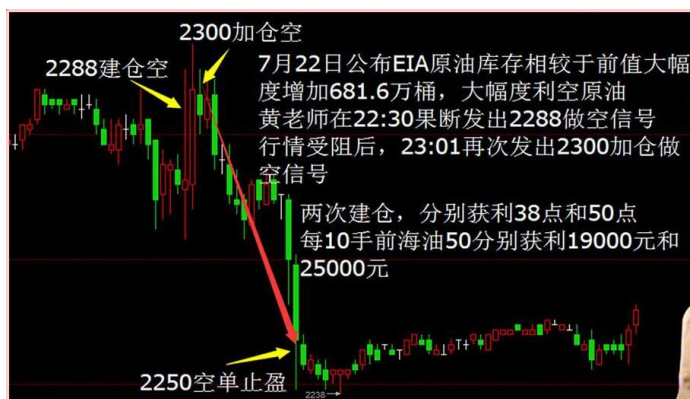 2300加仓空
2288建仓空
7月22日公布EIA原油库存相较于前值大幅
度增加681.6万桶，大幅度利空原油
黄老师在22:30果断发出2288做空信号
行情受阻后，23:01再次发出2300加仓做
空信号
两次建仓，分别获利38点和50点
每10手前海油50分别获利19000元和
25000元
2250空单止盈
2238